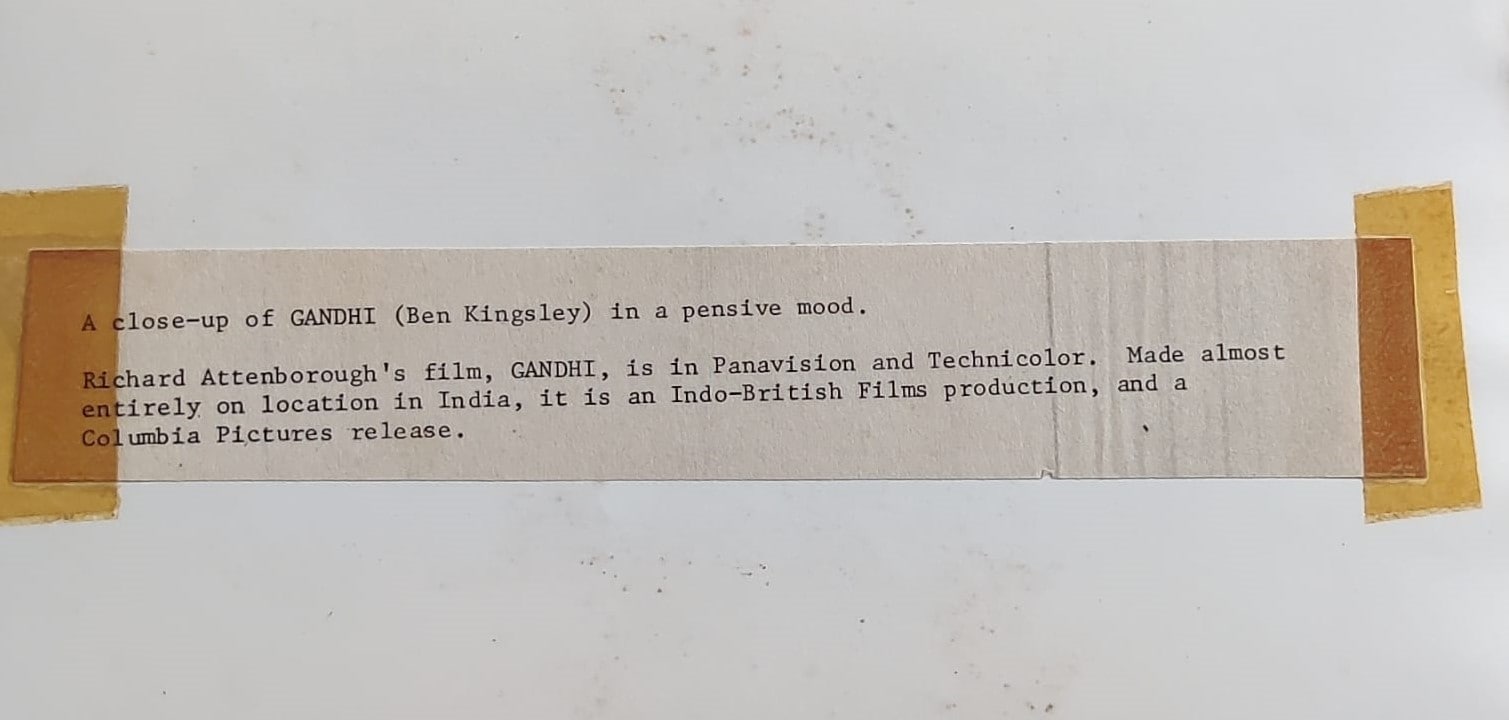 A close-up of GANDHI (Ben Kingsley) in a pensive mood.
Richard Attenborough's film, GANDHI, is in Panavision and Technicolor. Made almost
entirely on location in India, it is an Indo-British Films production, and a
Columbia Pictures release.